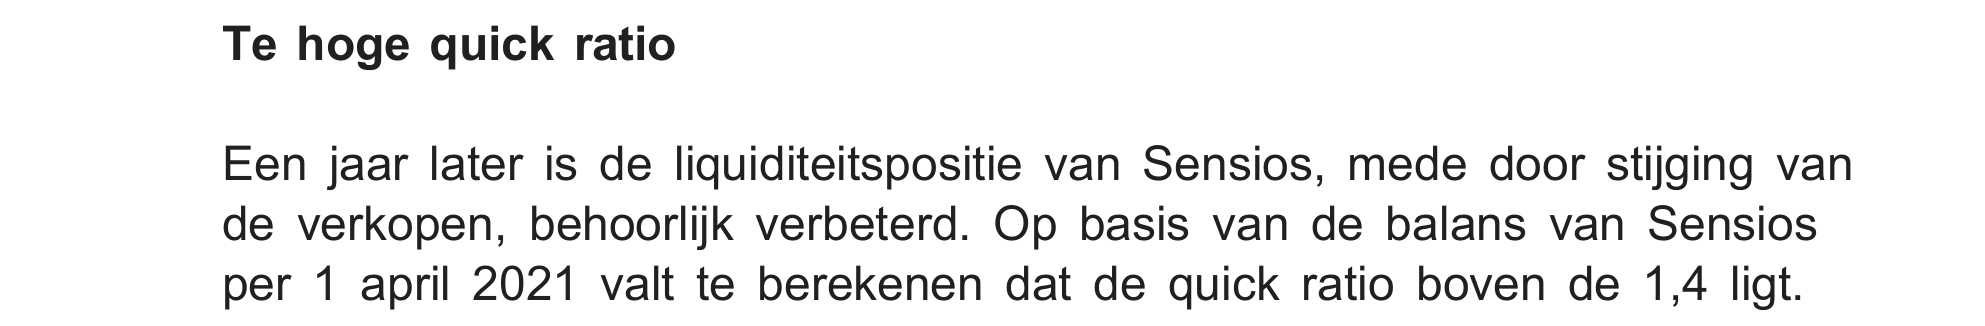 Te hoge quick ratio
Een jaar later is de liquiditeitspositie van Sensios, mede door stijging van
de verkopen, behoorlijk verbeterd. Op basis van de balans van Sensios
per 1 april 2021 valt te berekenen dat de quick ratio boven de 1,4 ligt.